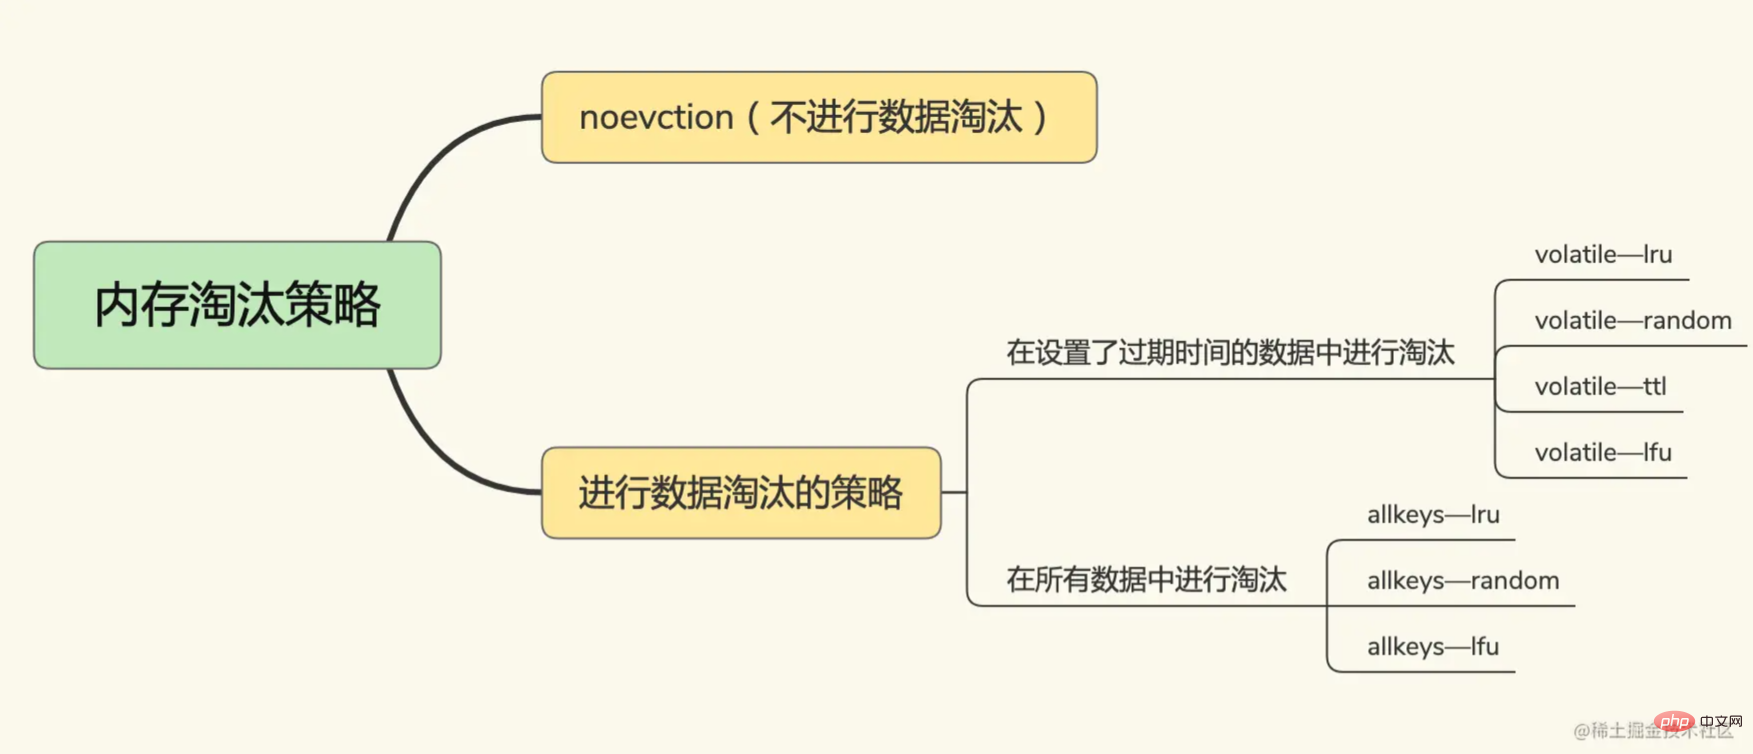 noevction（不进行数据淘汰）
内存淘汰策略
进行数据淘汰的策略
在设置了过期时间的数据中进行淘汰
volatile—lru
volatile—random
volatile—ttl
volatile—lfu
在所有数据中进行淘汰
allkeys—lru
allkeys—random
allkeys—lfu
@稀土掘金技术社区
php 中文网